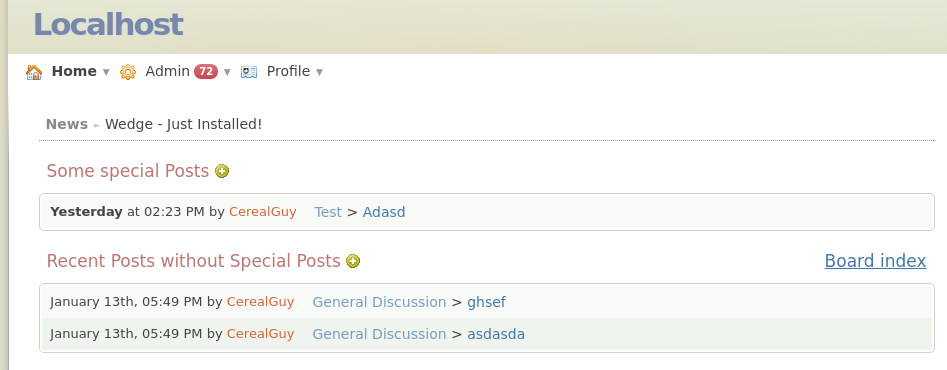 Localhost
Home ▼ Admin 72 ▼ Profile ▼
News ► Wedge - Just Installed!
Some special Posts
Yesterday at 02:23 PM by CerealGuy Test > Adasd
Recent Posts without Special Posts Board index
January 13th, 05:49 PM by CerealGuy General Discussion > ghsef
January 13th, 05:49 PM by CerealGuy General Discussion > asdasda